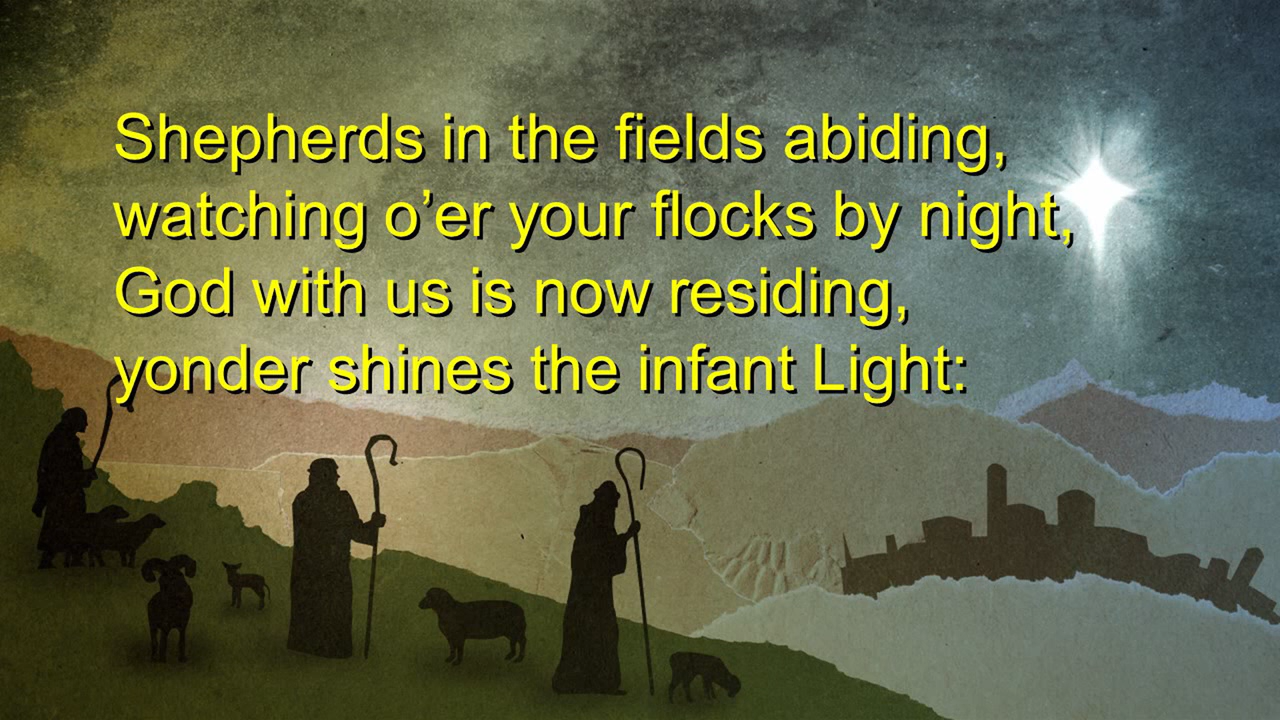 Shepherds in the fields abiding,
watching o’er your flocks by night,
God with us is now residing,
yonder shines the infant Light: